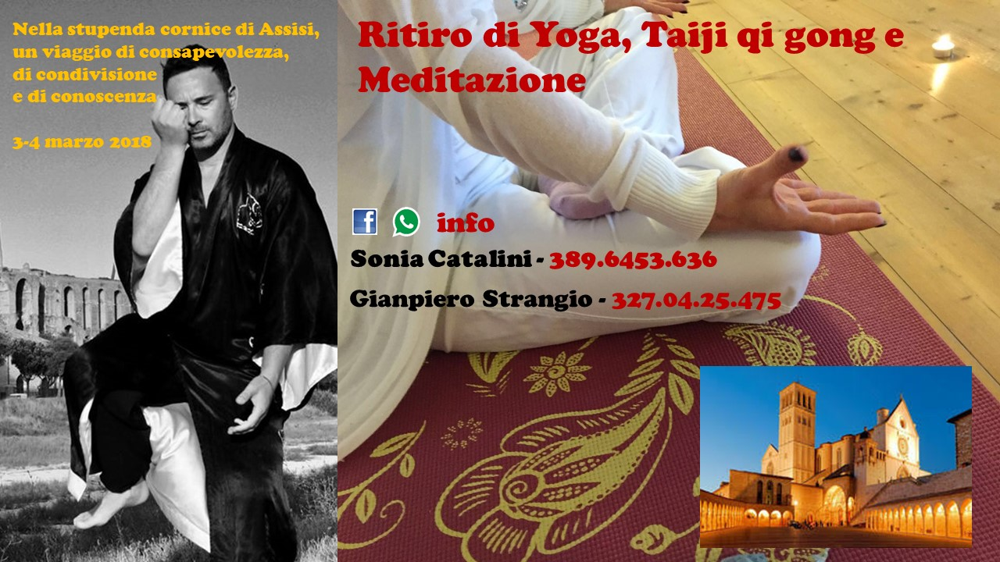 Nella stupenda cornice di Assisi,
un viaggio di consapevolezza,
di condivisione
e di conoscenza
3-4 marzo 2018
Ritiro di Yoga, Taiji qi gong e
Meditazione
info
Sonia Catalini - 389.6453.636
Gianpiero Strangio - 327.04.25.475